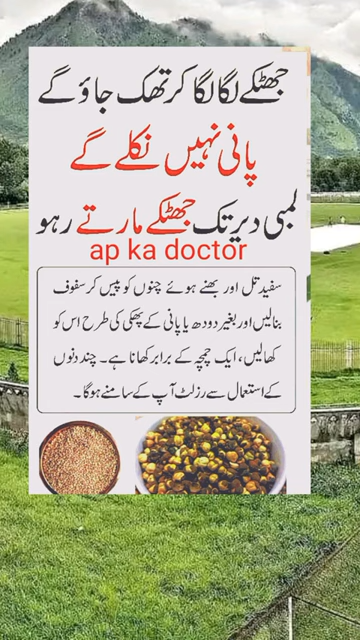 جھٹکے لگا لگا کر تھک جاؤ گے
پانی نہیں نکلے گے
لمبی دیر تک جھٹکے مارتے رہو
ap ka doctor
سفید تل اور بھنے ہوئے چنوں کو پیس کر سفوف
بنالیں اور بغیر دودھ یا پانی کے پھکی کی طرح اس کو
کھالیں، ایک چمچہ کے برابر کھانا ہے۔ چند دنوں
کے استعمال سے رزلٹ آپ کے سامنے ہوگا۔